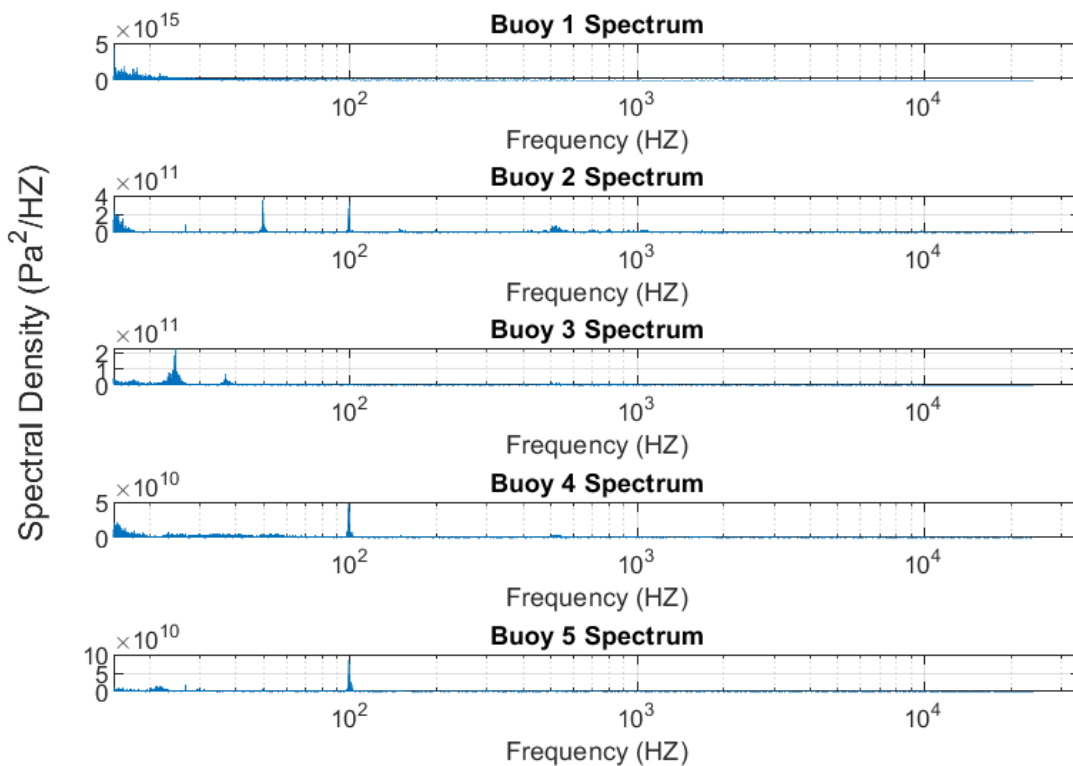 Spectral Density (Pa²/HZ)
Buoy 1 Spectrum
×10¹⁵
5
0
10² 10³ 10⁴
Frequency (HZ)
Buoy 2 Spectrum
×10¹¹
4
2
0
10² 10³ 10⁴
Frequency (HZ)
Buoy 3 Spectrum
×10¹¹
2
1
0
10² 10³ 10⁴
Frequency (HZ)
Buoy 4 Spectrum
×10¹⁰
5
0
10² 10³ 10⁴
Frequency (HZ)
Buoy 5 Spectrum
×10¹⁰
10
5
0
10² 10³ 10⁴
Frequency (HZ)